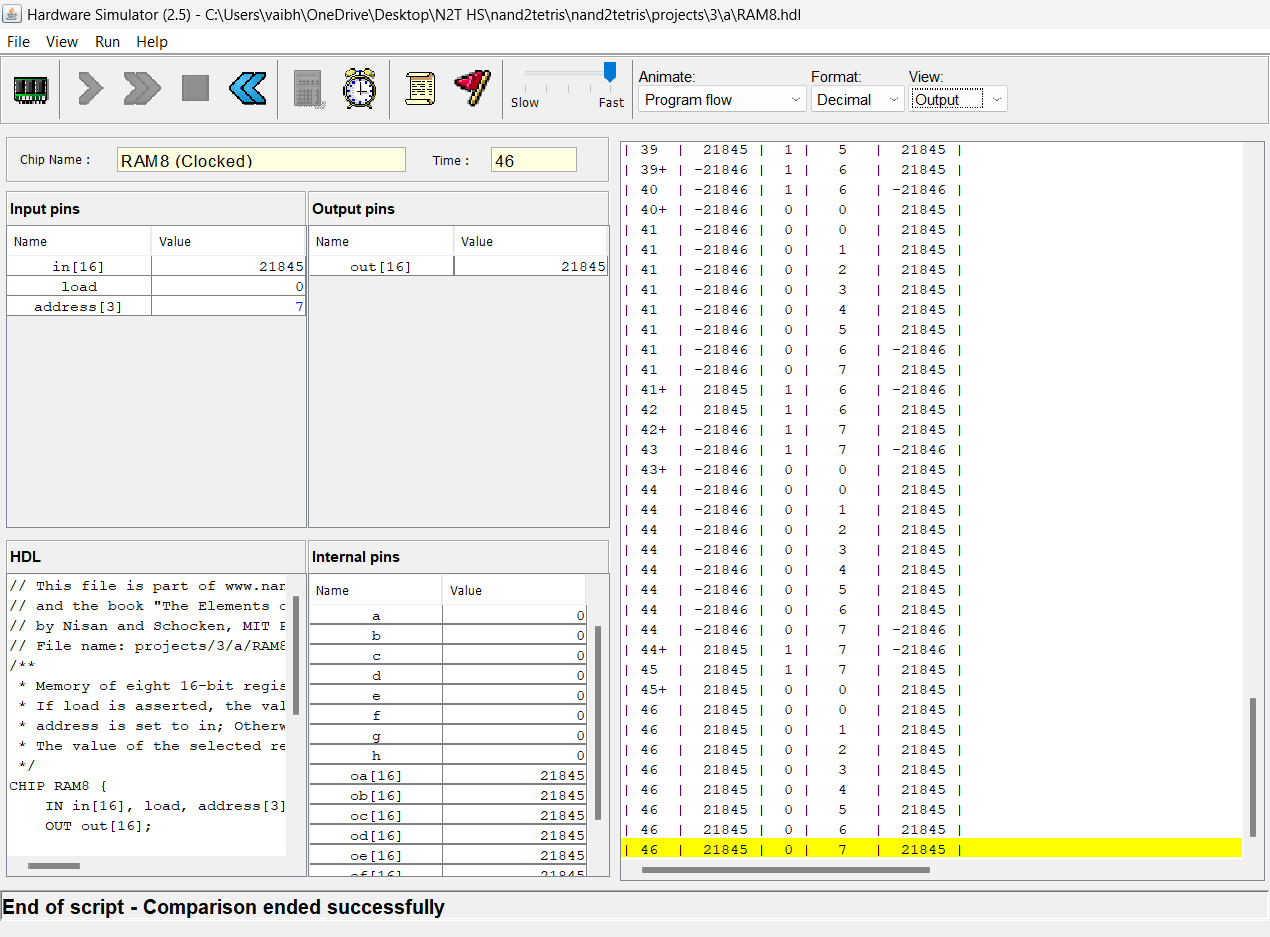 Hardware Simulator (2.5) - C:\Users\vaibh\OneDrive\Desktop\N2T HS\nand2tetris\nand2tetris\projects\3\a\RAM8.hdl
File View Run Help
Slow Fast
Animate: Format: View:
Program flow Decimal Output
Chip Name : RAM8 (Clocked) Time : 46
Input pins
Name Value
in[16] 21845
load 0
address[3] 7
Output pins
Name Value
out[16] 21845
HDL
// This file is part of www.nan
// and the book "The Elements o
// by Nisan and Schocken, MIT P
// File name: projects/3/a/RAM8
/**
* Memory of eight 16-bit regis
* If load is asserted, the val
* address is set to in; Otherw
* The value of the selected re
*/
CHIP RAM8 {
IN in[16], load, address[3]
OUT out[16];
Internal pins
Name Value
a 0
b 0
c 0
d 0
e 0
f 0
g 0
h 0
oa[16] 21845
ob[16] 21845
oc[16] 21845
od[16] 21845
oe[16] 21845
of[16] 21845
| 39 | 21845 | 1 | 5 | 21845 |
| 39+ | -21846 | 1 | 6 | 21845 |
| 40 | -21846 | 1 | 6 | -21846 |
| 40+ | -21846 | 0 | 0 | 21845 |
| 41 | -21846 | 0 | 0 | 21845 |
| 41 | -21846 | 0 | 1 | 21845 |
| 41 | -21846 | 0 | 2 | 21845 |
| 41 | -21846 | 0 | 3 | 21845 |
| 41 | -21846 | 0 | 4 | 21845 |
| 41 | -21846 | 0 | 5 | 21845 |
| 41 | -21846 | 0 | 6 | -21846 |
| 41 | -21846 | 0 | 7 | 21845 |
| 41+ | 21845 | 1 | 6 | -21846 |
| 42 | 21845 | 1 | 6 | 21845 |
| 42+ | -21846 | 1 | 7 | 21845 |
| 43 | -21846 | 1 | 7 | -21846 |
| 43+ | -21846 | 0 | 0 | 21845 |
| 44 | -21846 | 0 | 0 | 21845 |
| 44 | -21846 | 0 | 1 | 21845 |
| 44 | -21846 | 0 | 2 | 21845 |
| 44 | -21846 | 0 | 3 | 21845 |
| 44 | -21846 | 0 | 4 | 21845 |
| 44 | -21846 | 0 | 5 | 21845 |
| 44 | -21846 | 0 | 6 | 21845 |
| 44 | -21846 | 0 | 7 | -21846 |
| 44+ | 21845 | 1 | 7 | -21846 |
| 45 | 21845 | 1 | 7 | 21845 |
| 45+ | 21845 | 0 | 0 | 21845 |
| 46 | 21845 | 0 | 0 | 21845 |
| 46 | 21845 | 0 | 1 | 21845 |
| 46 | 21845 | 0 | 2 | 21845 |
| 46 | 21845 | 0 | 3 | 21845 |
| 46 | 21845 | 0 | 4 | 21845 |
| 46 | 21845 | 0 | 5 | 21845 |
| 46 | 21845 | 0 | 6 | 21845 |
| 46 | 21845 | 0 | 7 | 21845 |
End of script - Comparison ended successfully